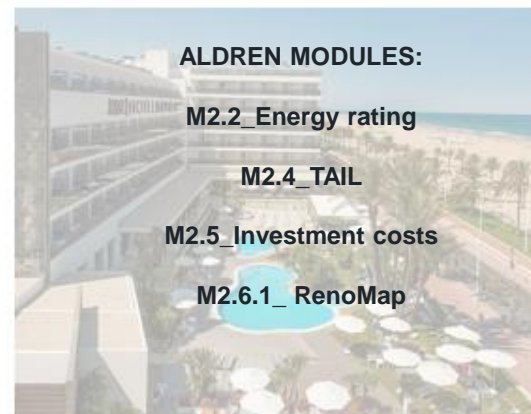 ALDREN MODULES:
M2.2_Energy rating
M2.4_TAIL
M2.5_Investment costs
M2.6.1_ RenoMap